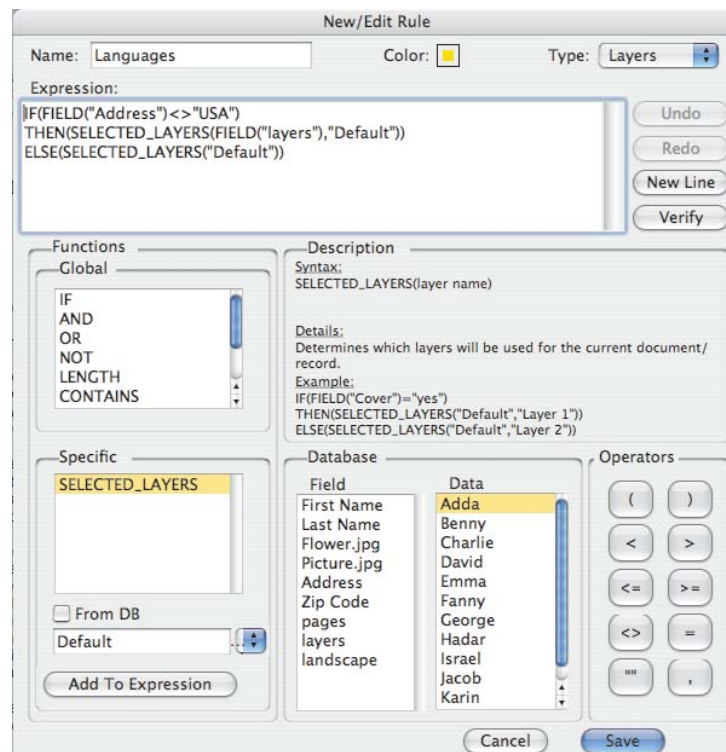 New/Edit Rule
Name: Languages Color: Type: Layers
Expression:
IF(FIELD("Address")<>"USA")
THEN(SELECTED_LAYERS(FIELD("layers"),"Default"))
ELSE(SELECTED_LAYERS("Default"))
Undo
Redo
New Line
Verify
Functions
Global
IF
AND
OR
NOT
LENGTH
CONTAINS
Description
Syntax:
SELECTED_LAYERS(layer name)
Details:
Determines which layers will be used for the current document/
record.
Example:
IF(FIELD("Cover")="yes")
THEN(SELECTED_LAYERS("Default","Layer 1"))
ELSE(SELECTED_LAYERS("Default","Layer 2"))
Specific
SELECTED_LAYERS
From DB
Default ...
Add To Expression
Database
Field
First Name
Last Name
Flower.jpg
Picture.jpg
Address
Zip Code
pages
layers
landscape
Data
Adda
Benny
Charlie
David
Emma
Fanny
George
Hadar
Israel
Jacob
Karin
Operators
( )
< >
<= >=
<> =
"" ,
Cancel Save